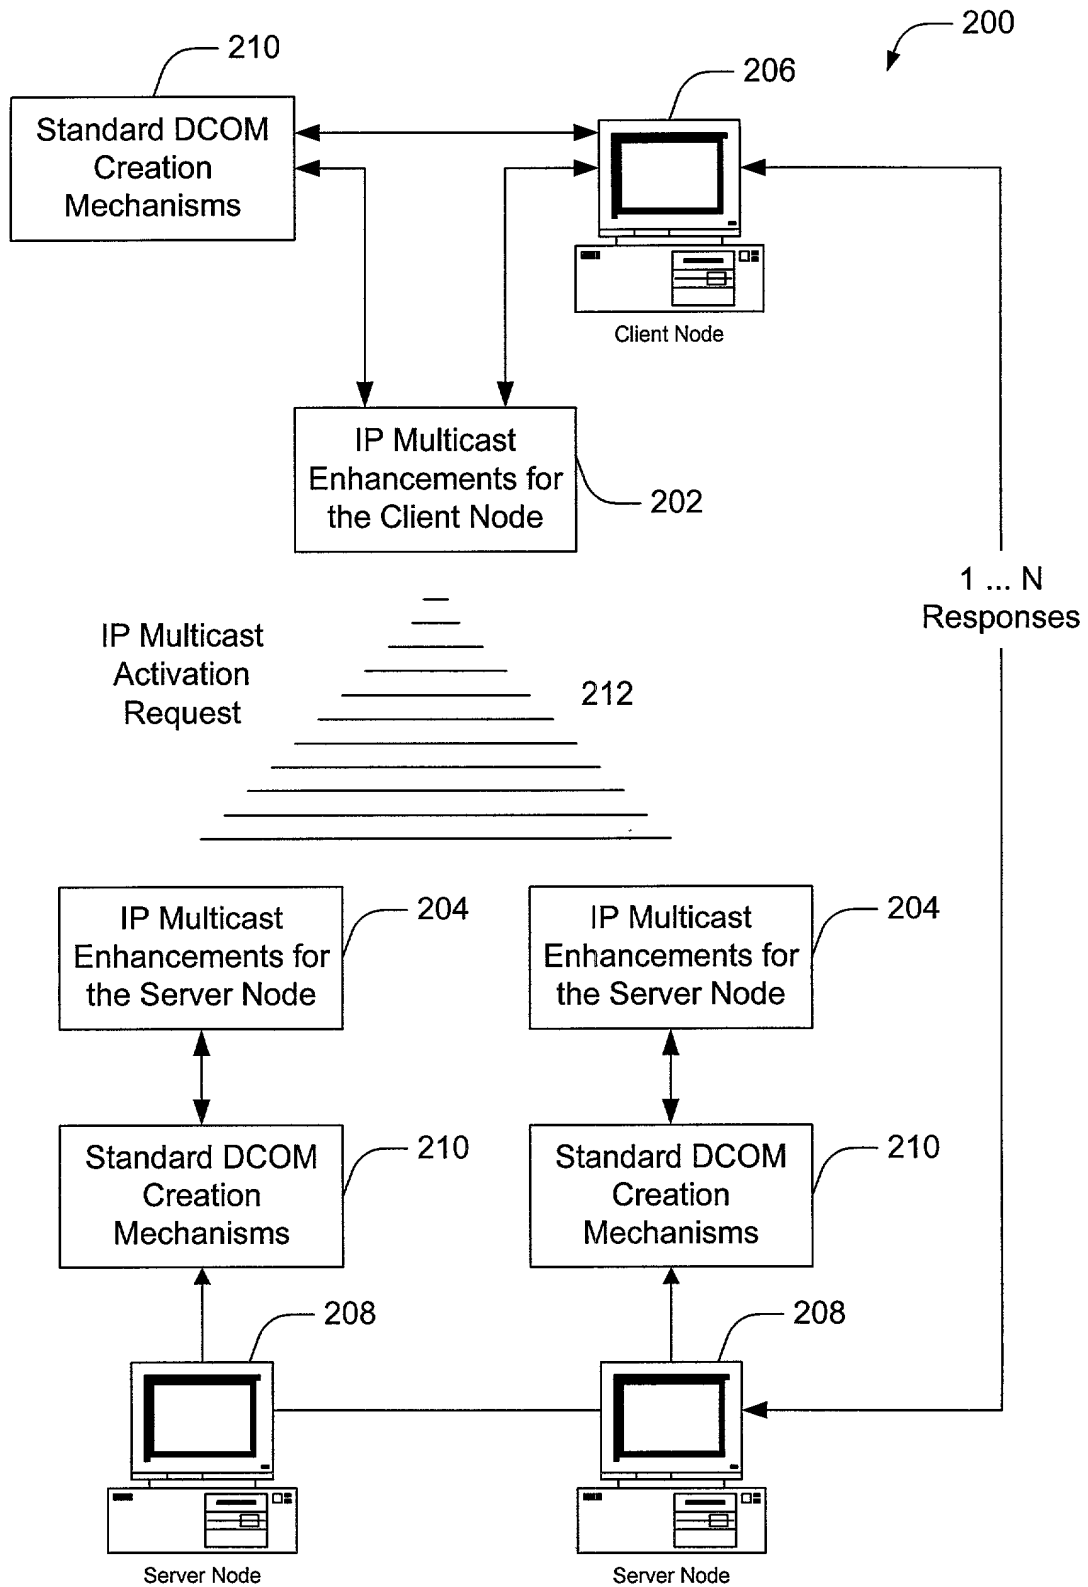 200
210
206
Standard DCOM
Creation
Mechanisms
Client Node
IP Multicast
Enhancements for
the Client Node
202
1 ... N
Responses
IP Multicast
Activation
Request
212
IP Multicast
Enhancements for
the Server Node
204
IP Multicast
Enhancements for
the Server Node
204
Standard DCOM
Creation
Mechanisms
210
Standard DCOM
Creation
Mechanisms
210
208
208
Server Node
Server Node